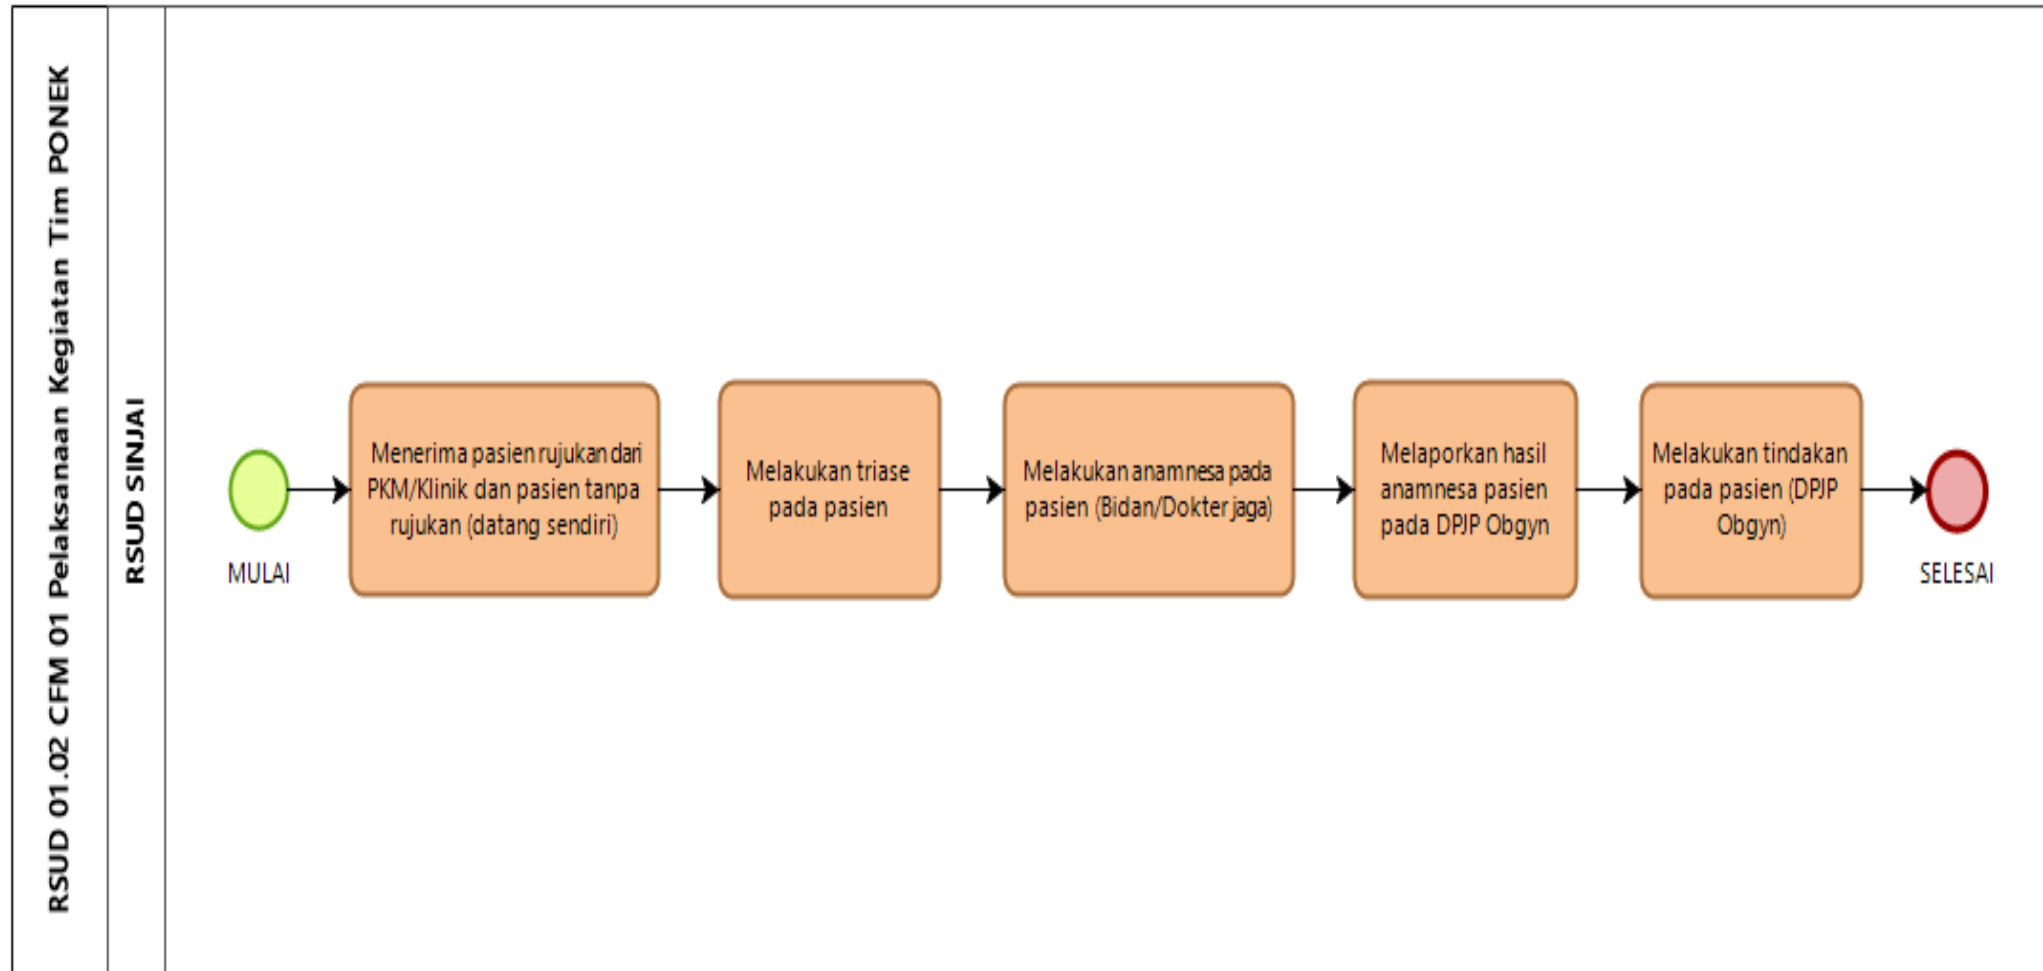 RSUD 01.02 CFM 01 Pelaksanaan Kegiatan Tim PONEK
RSUD SINJAI
MULAI
Menerima pasien rujukan dari
PKM/Klinik dan pasien tanpa
rujukan (datang sendiri)
Melakukan triase
pada pasien
Melakukan anamnesa pada
pasien (Bidan/Dokter jaga)
Melaporkan hasil
anamnesa pasien
pada DPJP Obgyn
Melakukan tindakan
pada pasien (DPJP
Obgyn)
SELESAI